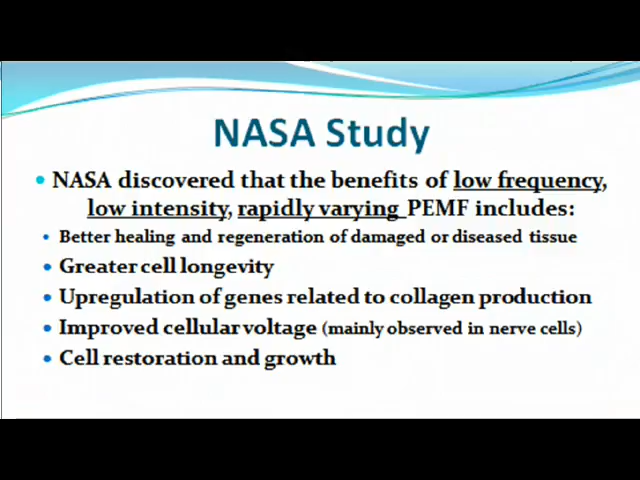 NASA Study
NASA discovered that the benefits of low frequency,
low intensity, rapidly varying PEMF includes:
Better healing and regeneration of damaged or diseased tissue
Greater cell longevity
Upregulation of genes related to collagen production
Improved cellular voltage (mainly observed in nerve cells)
Cell restoration and growth